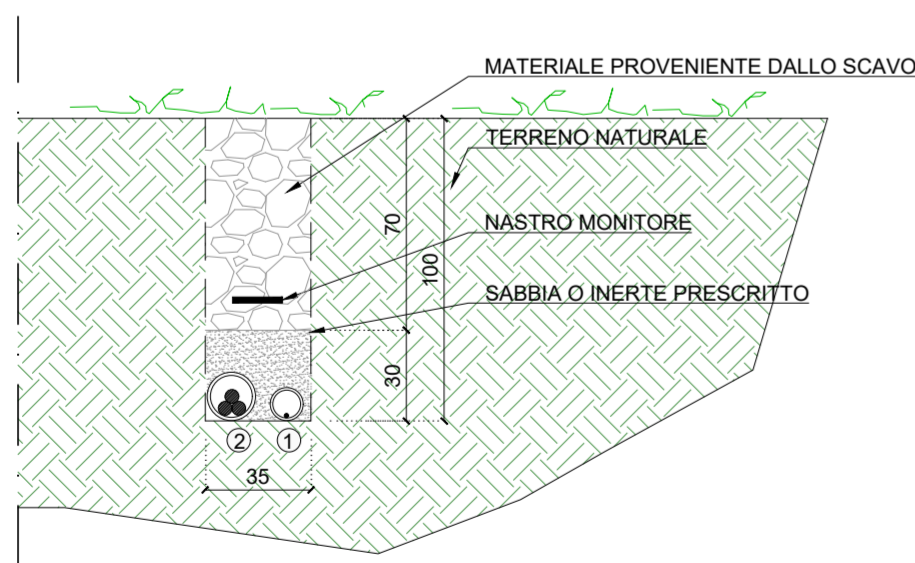 MATERIALE PROVENIENTE DALLO SCAVO
TERRENO NATURALE
70
NASTRO MONITORE
100
SABBIA O INERTE PRESCRITTO
30
2 1
35